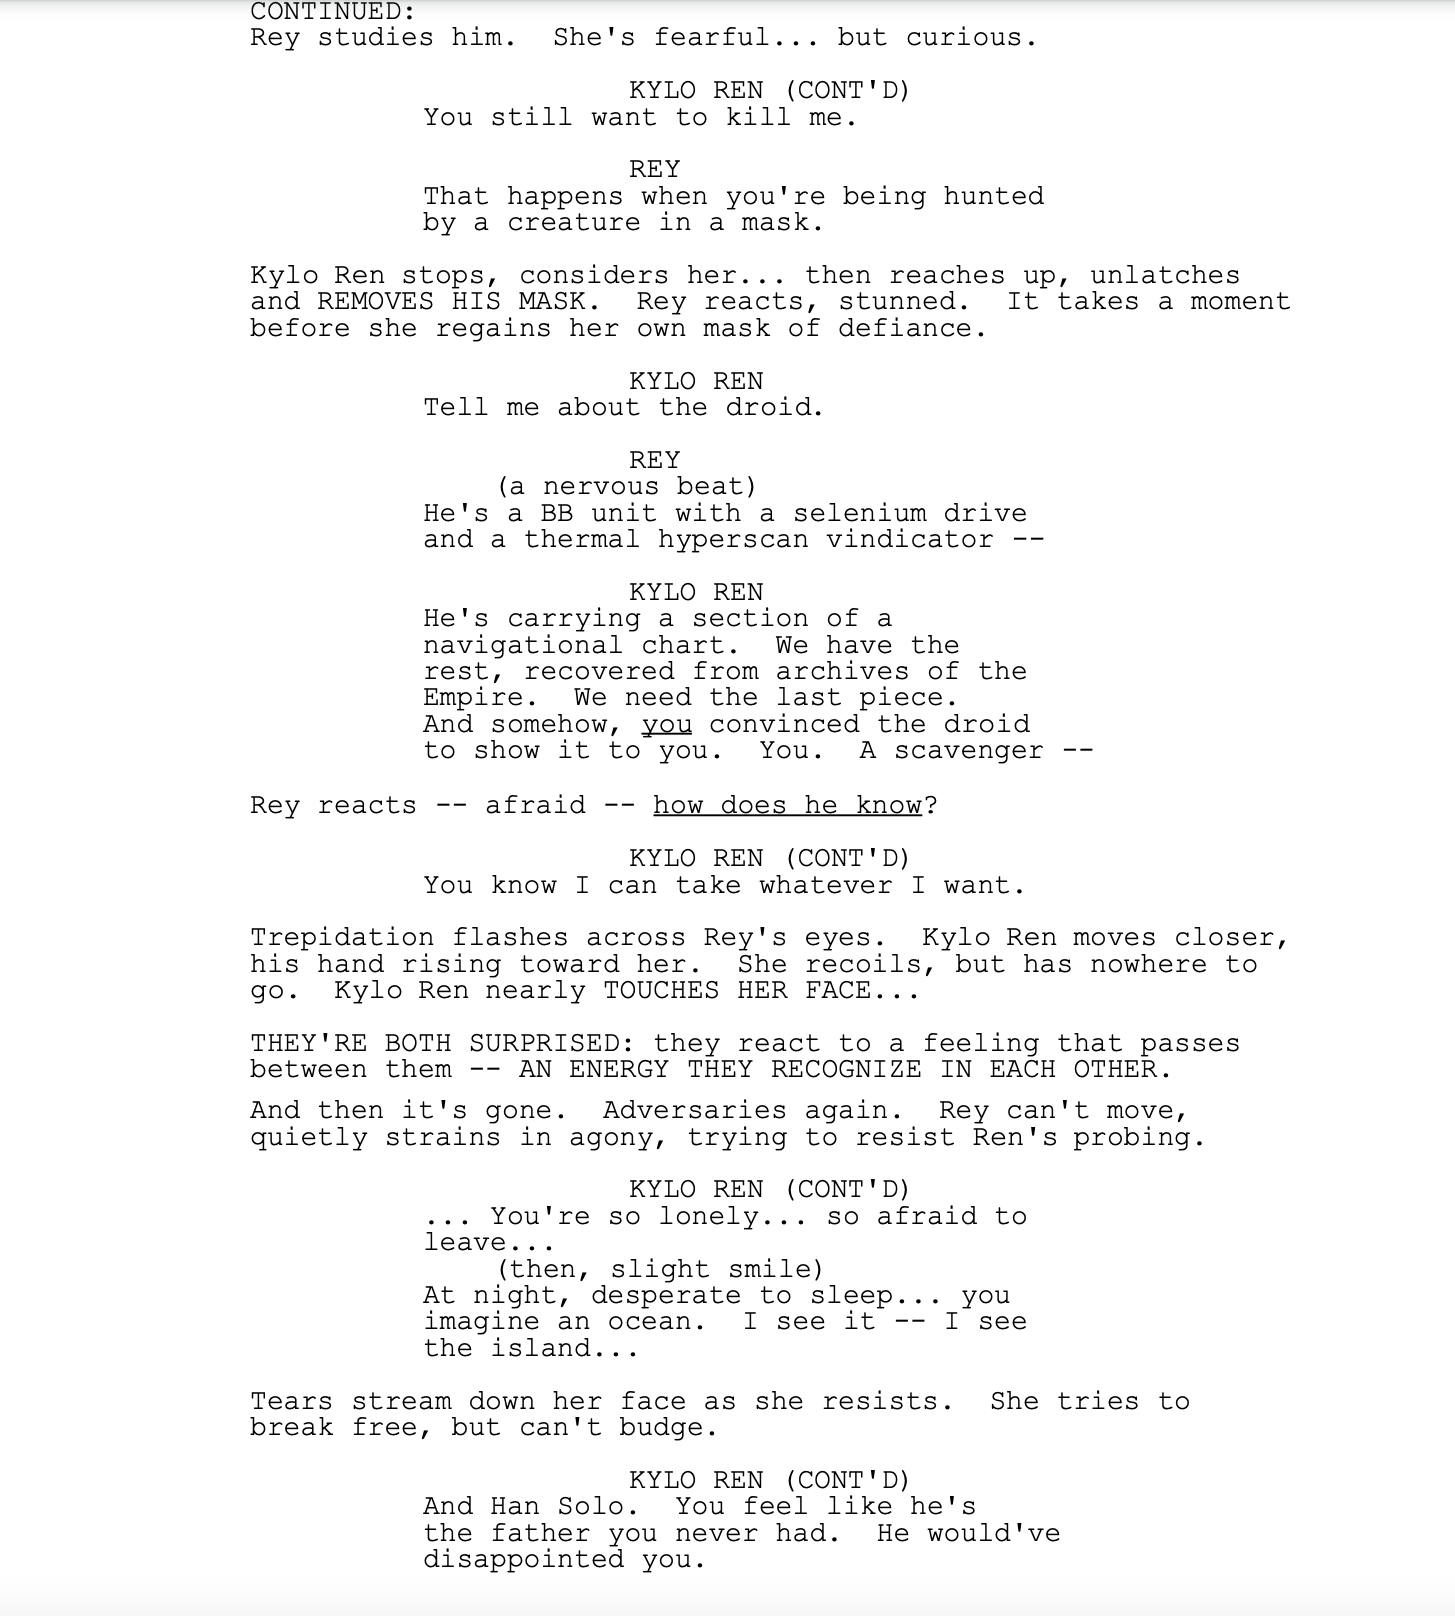 CONTINUED:
Rey studies him.  She's fearful... but curious.
KYLO REN (CONT'D)
You still want to kill me.
REY
That happens when you're being hunted
by a creature in a mask.
Kylo Ren stops, considers her... then reaches up, unlatches
and REMOVES HIS MASK.  Rey reacts, stunned.  It takes a moment
before she regains her own mask of defiance.
KYLO REN
Tell me about the droid.
REY
(a nervous beat)
He's a BB unit with a selenium drive
and a thermal hyperscan vindicator --
KYLO REN
He's carrying a section of a
navigational chart.  We have the
rest, recovered from archives of the
Empire.  We need the last piece.
And somehow, you convinced the droid
to show it to you.  You.  A scavenger --
Rey reacts -- afraid -- how does he know?
KYLO REN (CONT'D)
You know I can take whatever I want.
Trepidation flashes across Rey's eyes.  Kylo Ren moves closer,
his hand rising toward her.  She recoils, but has nowhere to
go.  Kylo Ren nearly TOUCHES HER FACE...
THEY'RE BOTH SURPRISED: they react to a feeling that passes
between them -- AN ENERGY THEY RECOGNIZE IN EACH OTHER.
And then it's gone.  Adversaries again.  Rey can't move,
quietly strains in agony, trying to resist Ren's probing.
KYLO REN (CONT'D)
... You're so lonely... so afraid to
leave...
(then, slight smile)
At night, desperate to sleep... you
imagine an ocean.  I see it -- I see
the island...
Tears stream down her face as she resists.  She tries to
break free, but can't budge.
KYLO REN (CONT'D)
And Han Solo.  You feel like he's
the father you never had.  He would've
disappointed you.